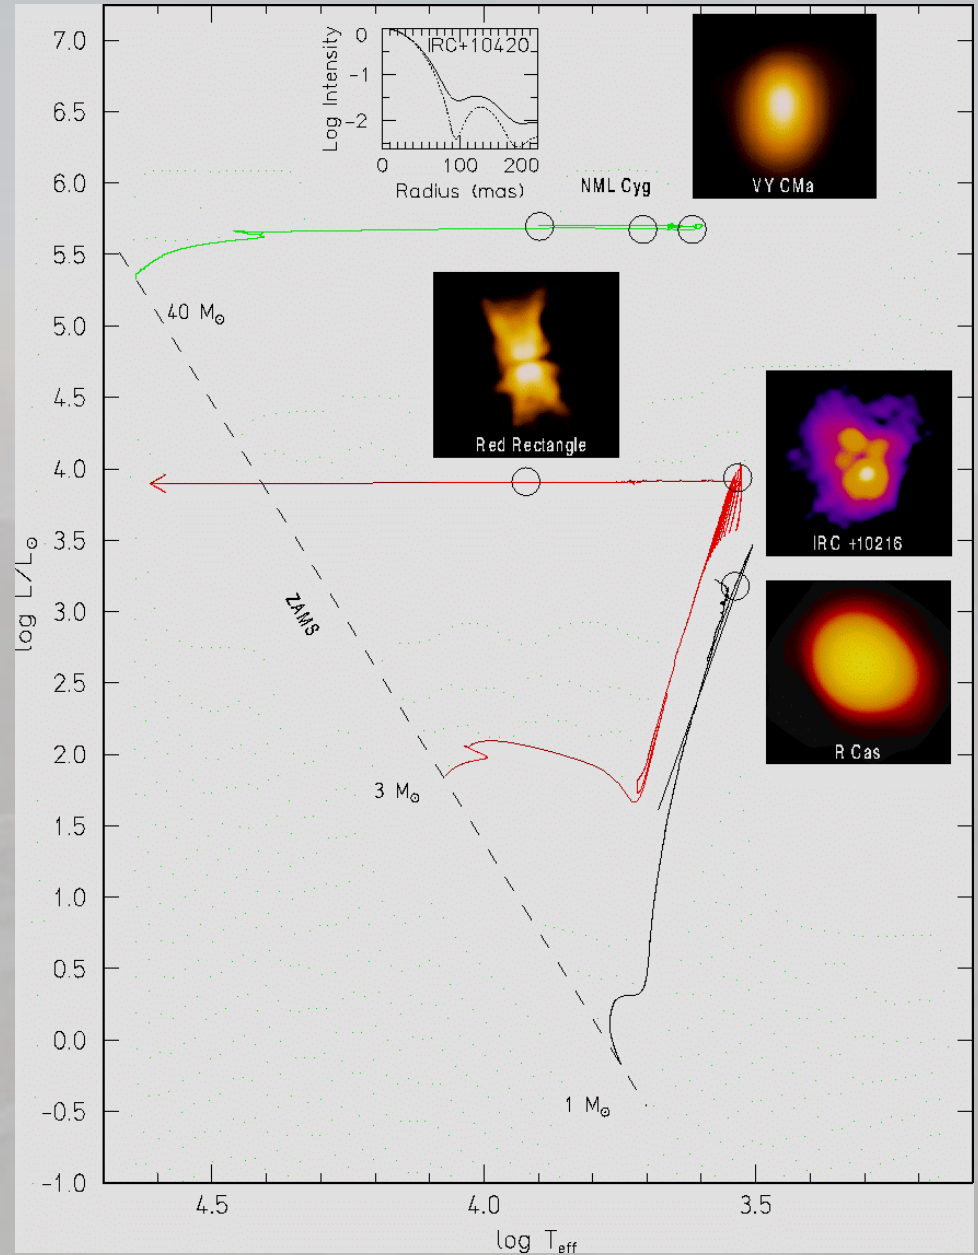 7.0
6.5
6.0
5.5
5.0
4.5
4.0
3.5
3.0
2.5
2.0
1.5
1.0
0.5
0.0
-0.5
-1.0
log L/L⊙
4.5
4.0
3.5
log Teff
IRC+10420
0
-1
-2
Log Intensity
0
100
200
Radius (mas)
NML Cyg
VY CMa
40 M⊙
Red Rectangle
IRC +10216
ZAMS
R Cas
3 M⊙
1 M⊙